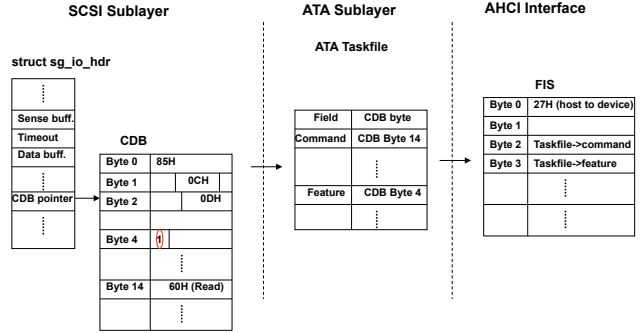 SCSI Sublayer
ATA Sublayer
AHCI Interface
ATA Taskfile
struct sg_io_hdr
Sense buff.
Timeout
Data buff.
CDB pointer
CDB
Byte 0 85H
Byte 1 0CH
Byte 2 0DH
Byte 4 1
Byte 14 60H (Read)
Field CDB byte
Command CDB Byte 14
Feature CDB Byte 4
FIS
Byte 0 27H (host to device)
Byte 1
Byte 2 Taskfile->command
Byte 3 Taskfile->feature